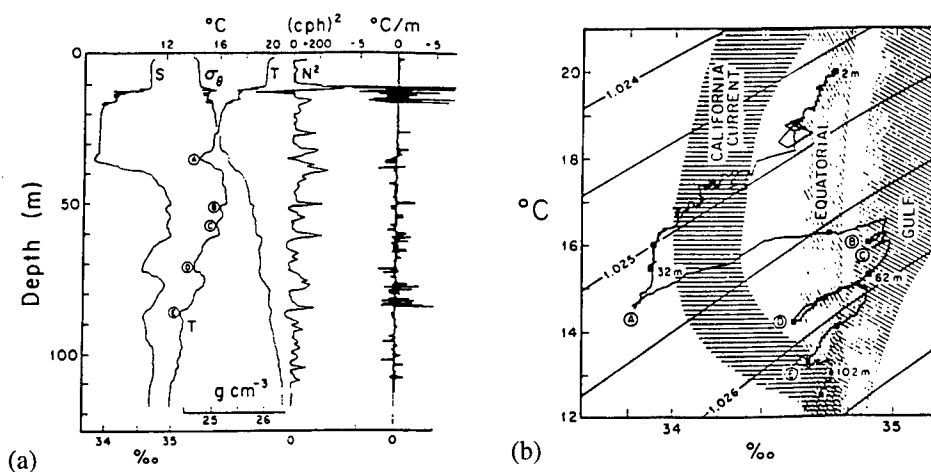 °C (cph)² °C/m
12 16 20 0 +200 -5 0 +5
S σθ T N²
Depth (m)
0
50
100
A
B
C
D
E
T
g cm⁻³
25 26
34 35 0 0
‰
(a)
°C
20
18
16
14
12
1.024
1.025
1.026
CALIFORNIA
CURRENT
EQUATORIAL
GULF
2m
32 m
62 m
102 m
A
B
C
D
E
34 35
‰
(b)